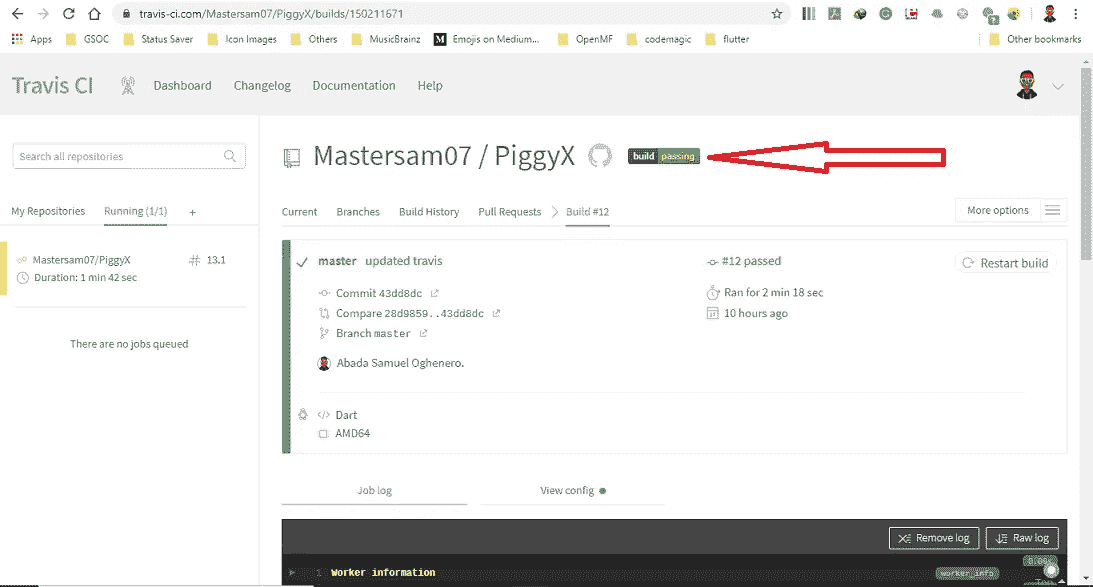 travis-ci.com/Mastersam07/PiggyX/builds/150211671
Apps GSOC Status Saver Icon Images Others MusicBrainz M Emojis on Medium... OpenMF codemagic flutter Other bookmarks
Travis CI Dashboard Changelog Documentation Help
Search all repositories
My Repositories Running (1/1) +
Mastersam07/PiggyX # 13.1
Duration: 1 min 42 sec
There are no jobs queued
Mastersam07 / PiggyX build passing
Current Branches Build History Pull Requests Build #12 More options
master updated travis
Commit 43dd8dc
Compare 28d9859..43dd8dc
Branch master
Abada Samuel Oghenero.
Dart
AMD64
#12 passed
Ran for 2 min 18 sec
10 hours ago
Restart build
Job log View config
Remove log Raw log
1 Worker information worker_info